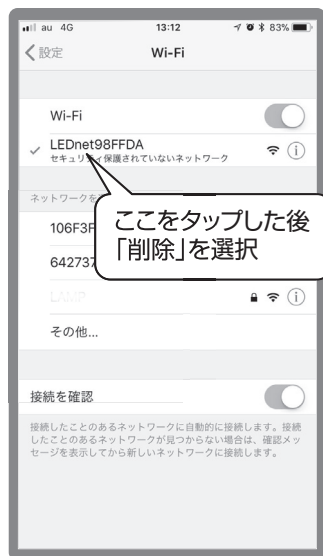 au 4G 13:12 83%
設定 Wi-Fi
Wi-Fi
LEDnet98FFDA
セキュリティ保護されていないネットワーク
ネットワークを
ここをタップした後
「削除」を選択
106F3F
642737
LAMP
その他...
接続を確認
接続したことのあるネットワークに自動的に接続します。接続
したことのあるネットワークが見つからない場合は、確認メッ
セージを表示してから新しいネットワークに接続します。